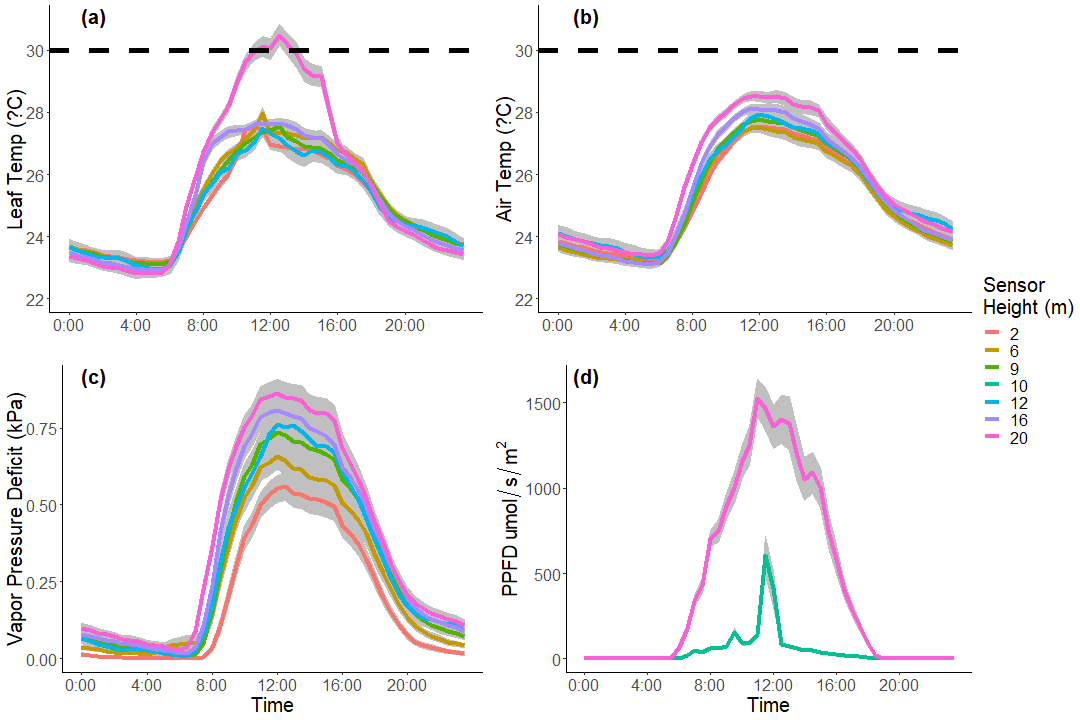 (a)
Leaf Temp (?C)
30
28
26
24
22
0:00 4:00 8:00 12:00 16:00 20:00
(b)
Air Temp (?C)
30
28
26
24
22
0:00 4:00 8:00 12:00 16:00 20:00
Sensor
Height (m)
2
6
9
10
12
16
20
(c)
Vapor Pressure Deficit (kPa)
0.75
0.50
0.25
0.00
0:00 4:00 8:00 12:00 16:00 20:00
Time
(d)
PPFD umol/s/m2
1500
1000
500
0
0:00 4:00 8:00 12:00 16:00 20:00
Time